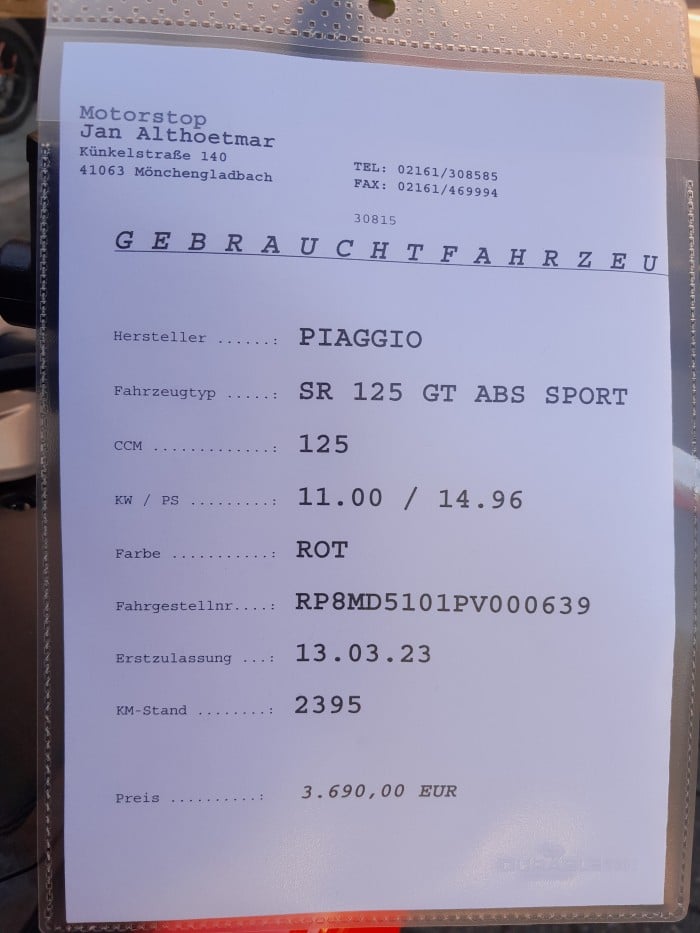 Motorstop
Jan Althoetmar
Künkelstraße 140
41063 Mönchengladbach
TEL: 02161/308585
FAX: 02161/469994
30815
G E B R A U C H T F A H R Z E U
Hersteller ......: PIAGGIO
Fahrzeugtyp .....: SR 125 GT ABS SPORT
CCM .............: 125
KW / PS .........: 11.00 / 14.96
Farbe ...........: ROT
Fahrgestellnr....: RP8MD5101PV000639
Erstzulassung ...: 13.03.23
KM-Stand ........: 2395
Preis ..........: 3.690,00 EUR